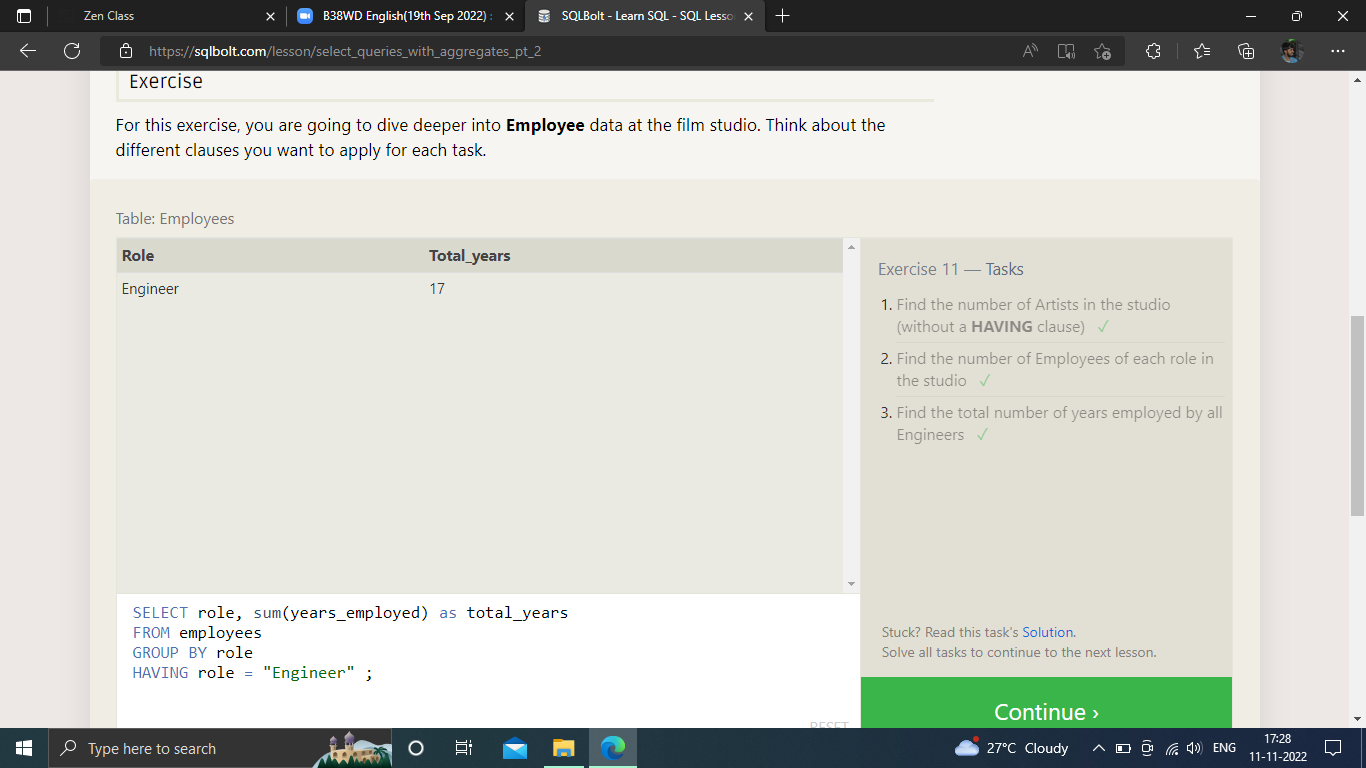 Zen Class
B38WD English(19th Sep 2022) :
SQLBolt - Learn SQL - SQL Lesso
https://sqlbolt.com/lesson/select_queries_with_aggregates_pt_2
Exercise
For this exercise, you are going to dive deeper into Employee data at the film studio. Think about the
different clauses you want to apply for each task.
Table: Employees
Role Total_years
Engineer 17
Exercise 11 — Tasks
1. Find the number of Artists in the studio
(without a HAVING clause) ✓
2. Find the number of Employees of each role in
the studio ✓
3. Find the total number of years employed by all
Engineers ✓
SELECT role, sum(years_employed) as total_years
FROM employees
GROUP BY role
HAVING role = "Engineer" ;
RESET
Stuck? Read this task's Solution.
Solve all tasks to continue to the next lesson.
Continue ›
Type here to search
27°C Cloudy
ENG
17:28
11-11-2022